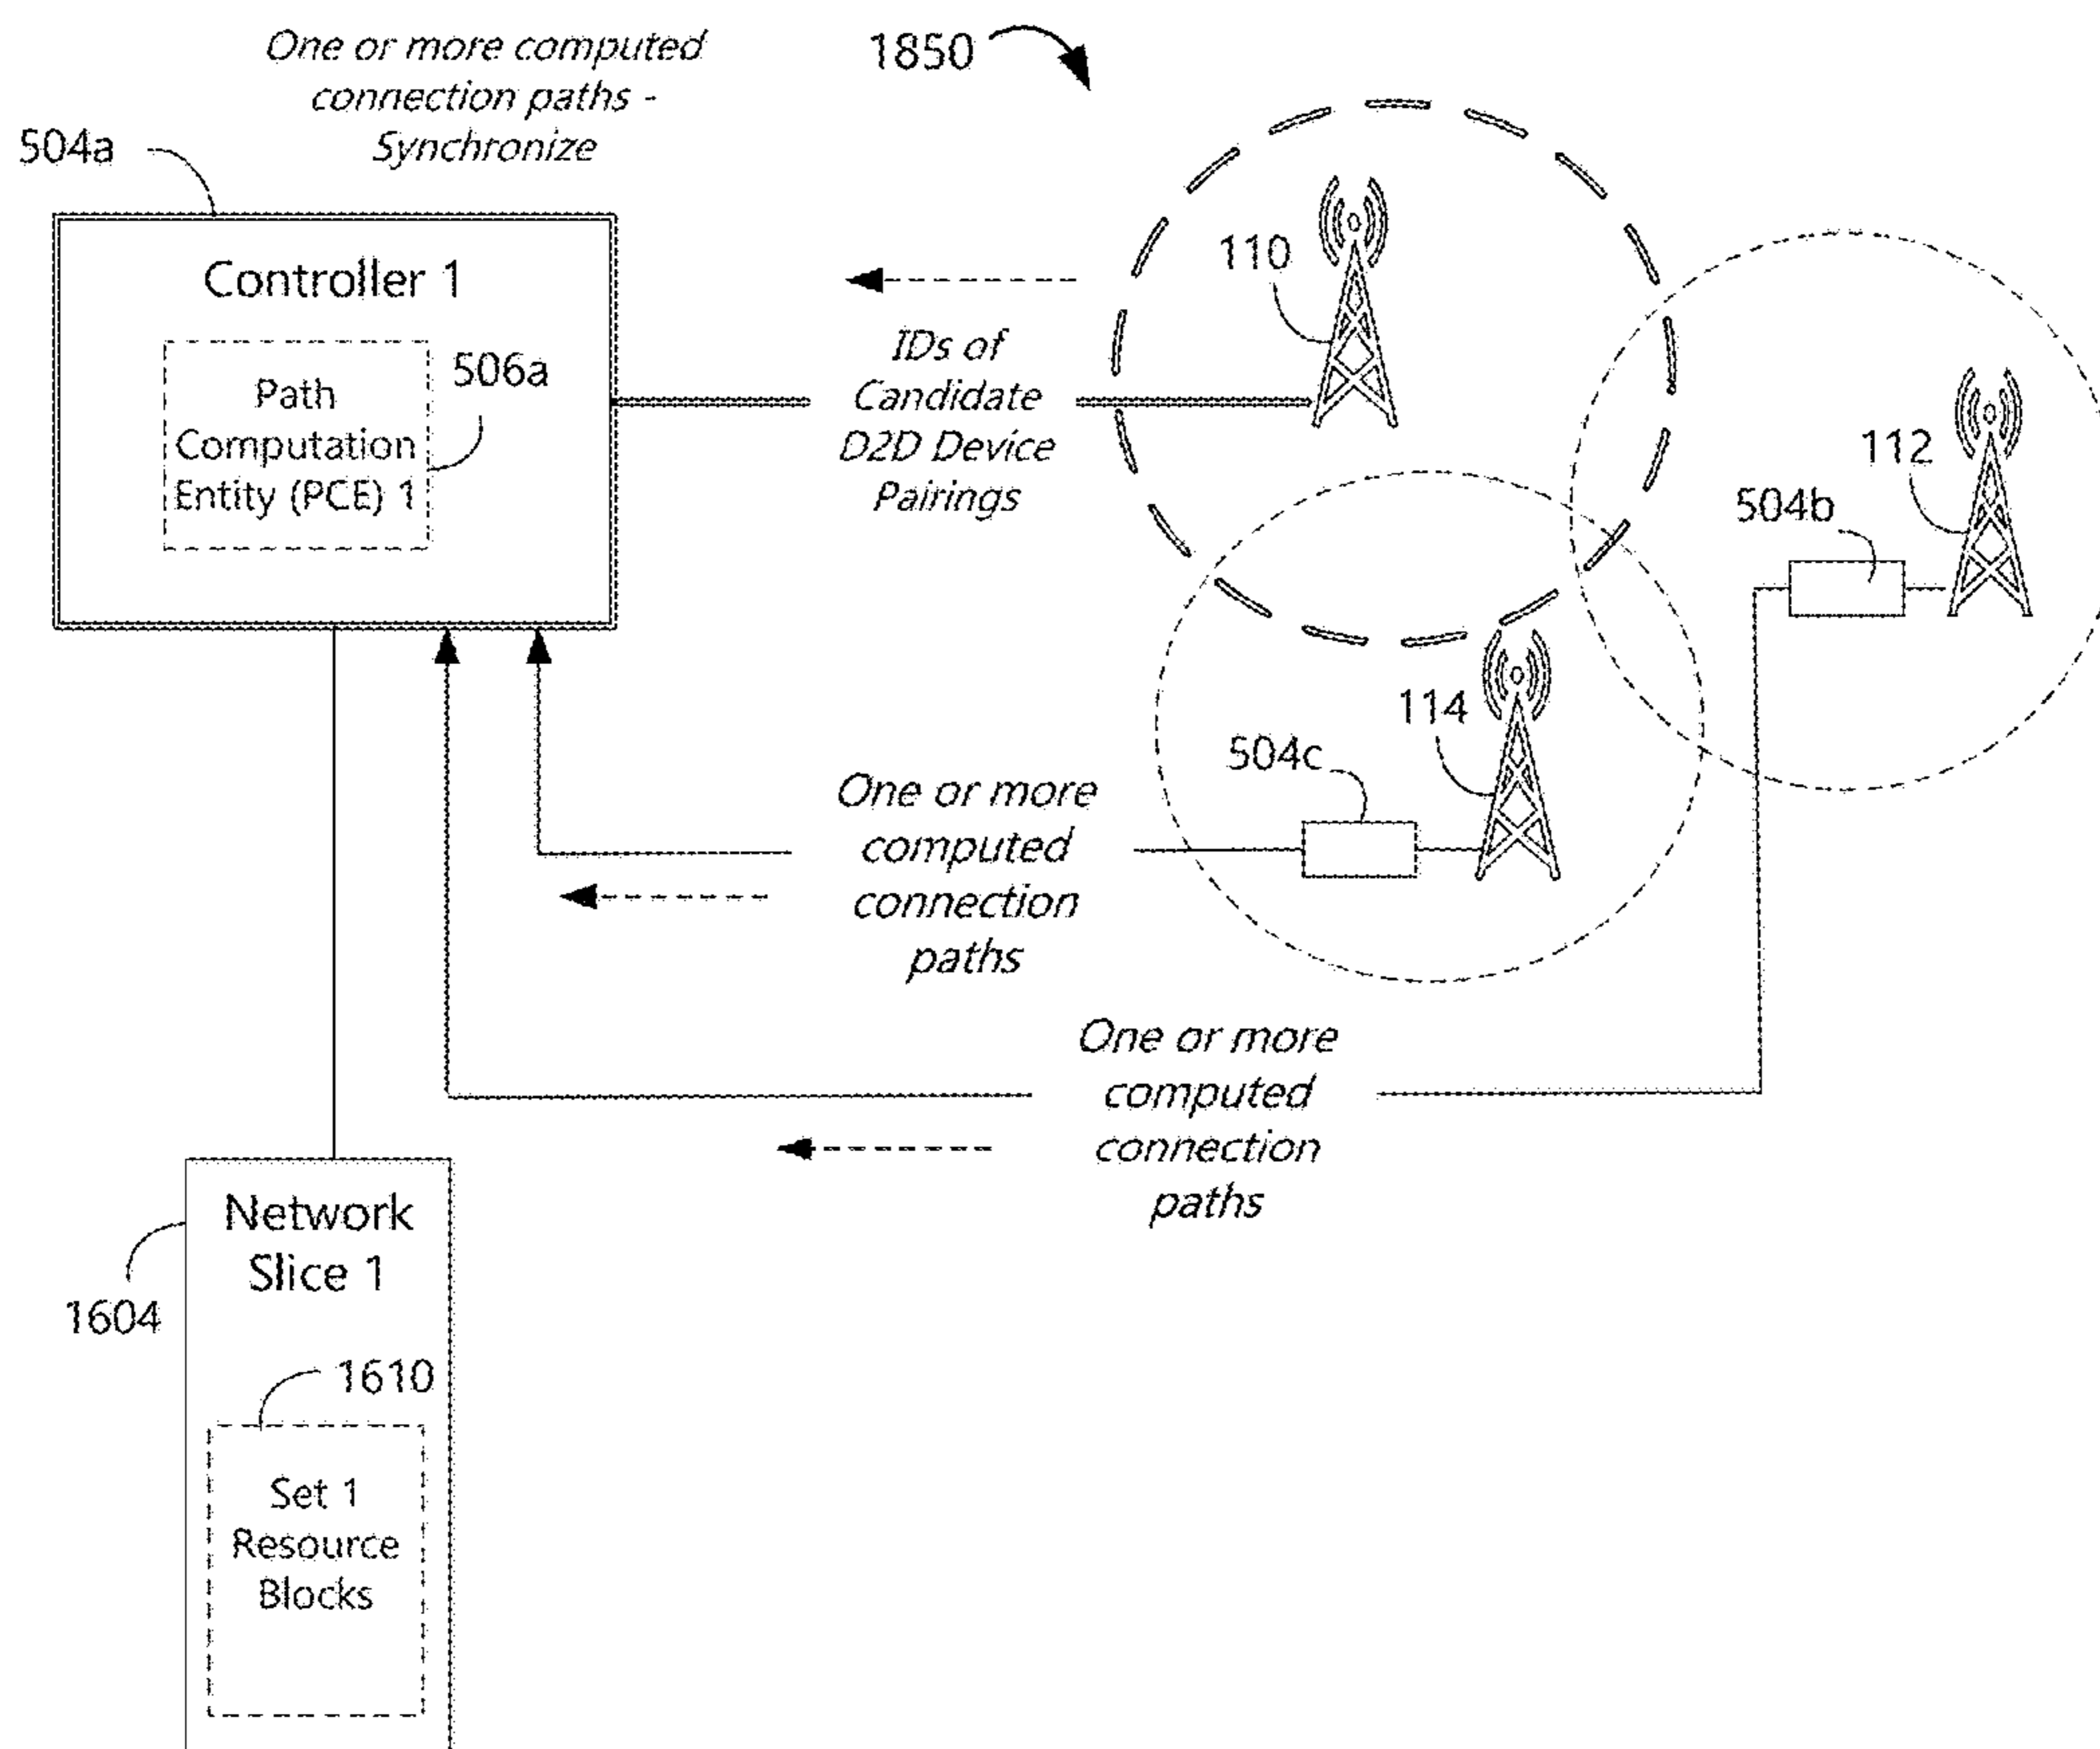 One or more computed
connection paths -
Synchronize
1850
504a
Controller 1
Path
Computation
Entity (PCE) 1
506a
IDs of
Candidate
D2D Device
Pairings
110
112
504b
114
504c
One or more
computed
connection
paths
One or more
computed
connection
paths
Network
Slice 1
1604
1610
Set 1
Resource
Blocks